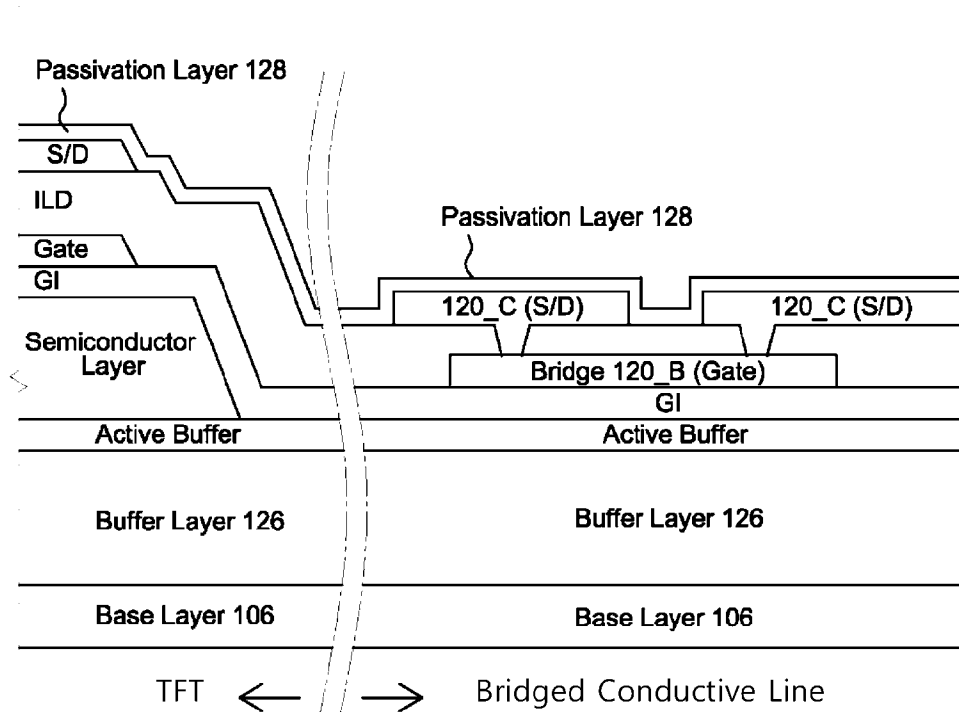 Passivation Layer 128
S/D
ILD
Passivation Layer 128
Gate
GI
120_C (S/D)
120_C (S/D)
Semiconductor
Layer
Bridge 120_B (Gate)
GI
Active Buffer
Active Buffer
Buffer Layer 126
Buffer Layer 126
Base Layer 106
Base Layer 106
TFT
Bridged Conductive Line